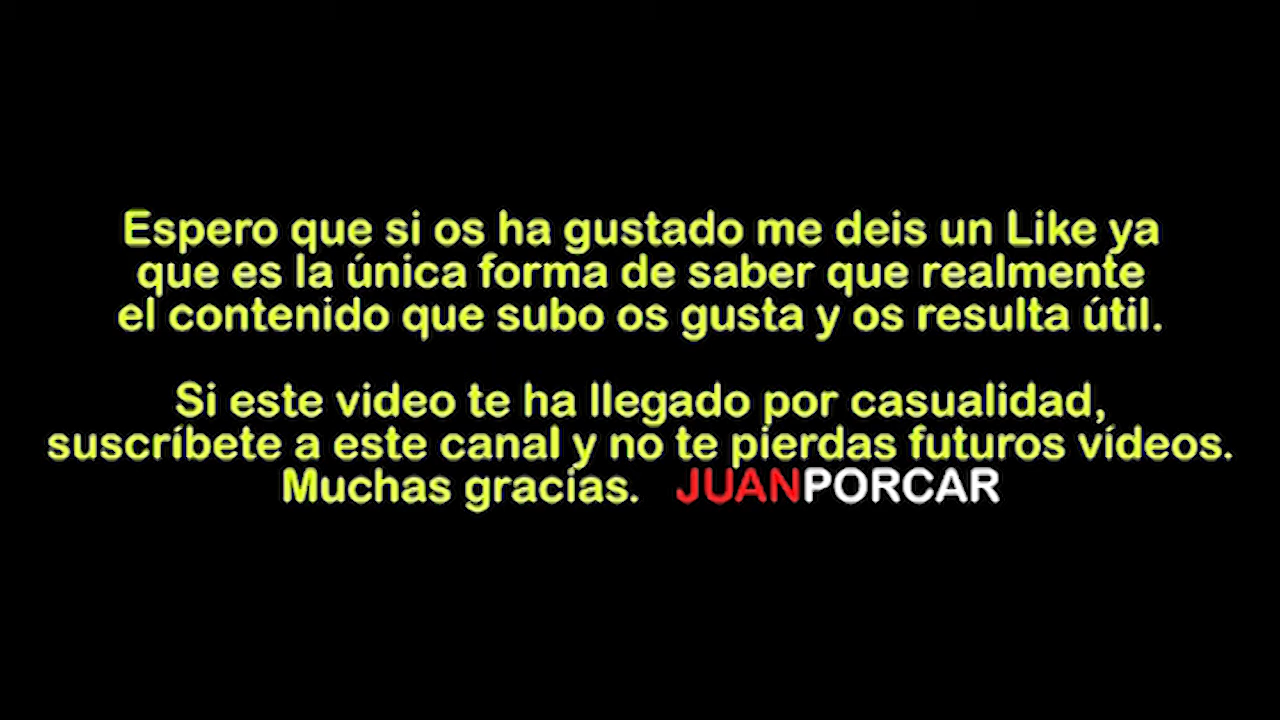 Espero que si os ha gustado me deis un Like ya
que es la única forma de saber que realmente
el contenido que subo os gusta y os resulta útil.
Si este video te ha llegado por casualidad,
suscríbete a este canal y no te pierdas futuros vídeos.
Muchas gracias. JUANPORCAR